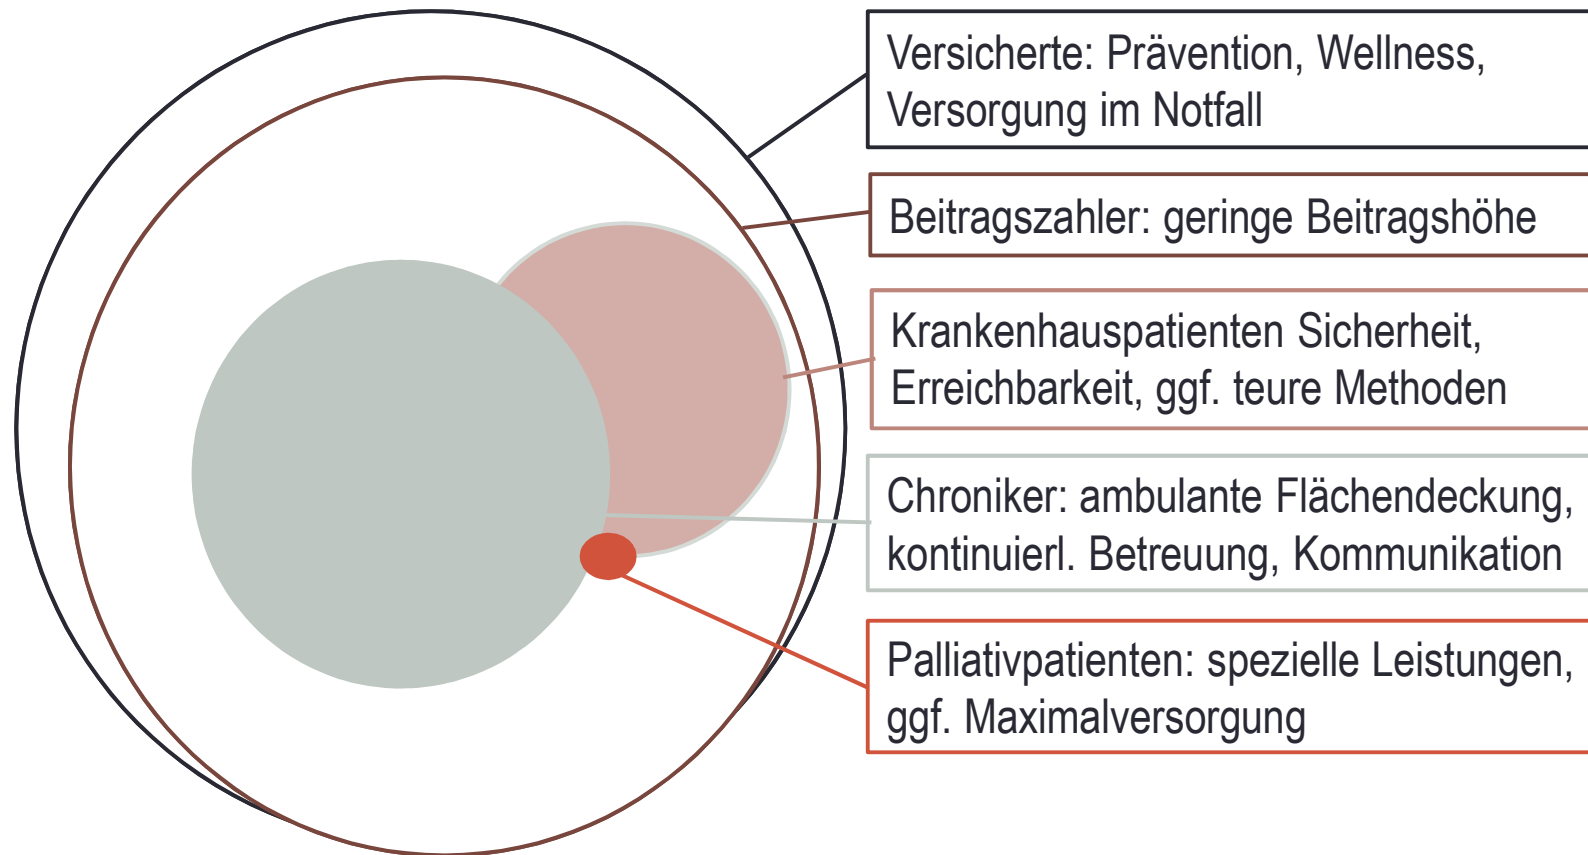 Versicherte: Prävention, Wellness,
Versorgung im Notfall
Beitragszahler: geringe Beitragshöhe
Krankenhauspatienten Sicherheit,
Erreichbarkeit, ggf. teure Methoden
Chroniker: ambulante Flächendeckung,
kontinuierl. Betreuung, Kommunikation
Palliativpatienten: spezielle Leistungen,
ggf. Maximalversorgung